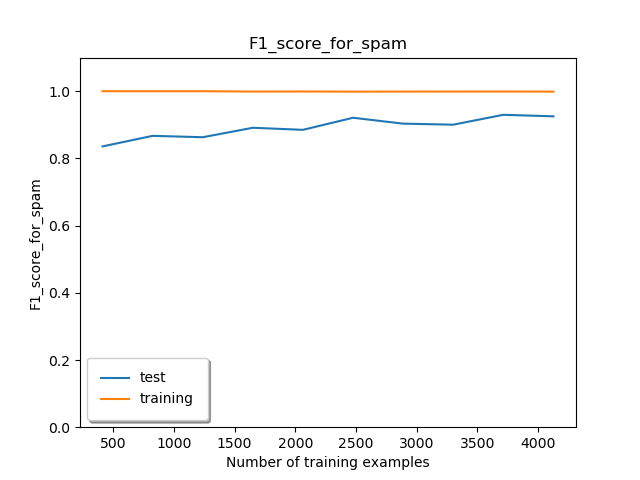 F1_score_for_spam
F1_score_for_spam
1.0
0.8
0.6
0.4
0.2
0.0
test
training
500 1000 1500 2000 2500 3000 3500 4000
Number of training examples